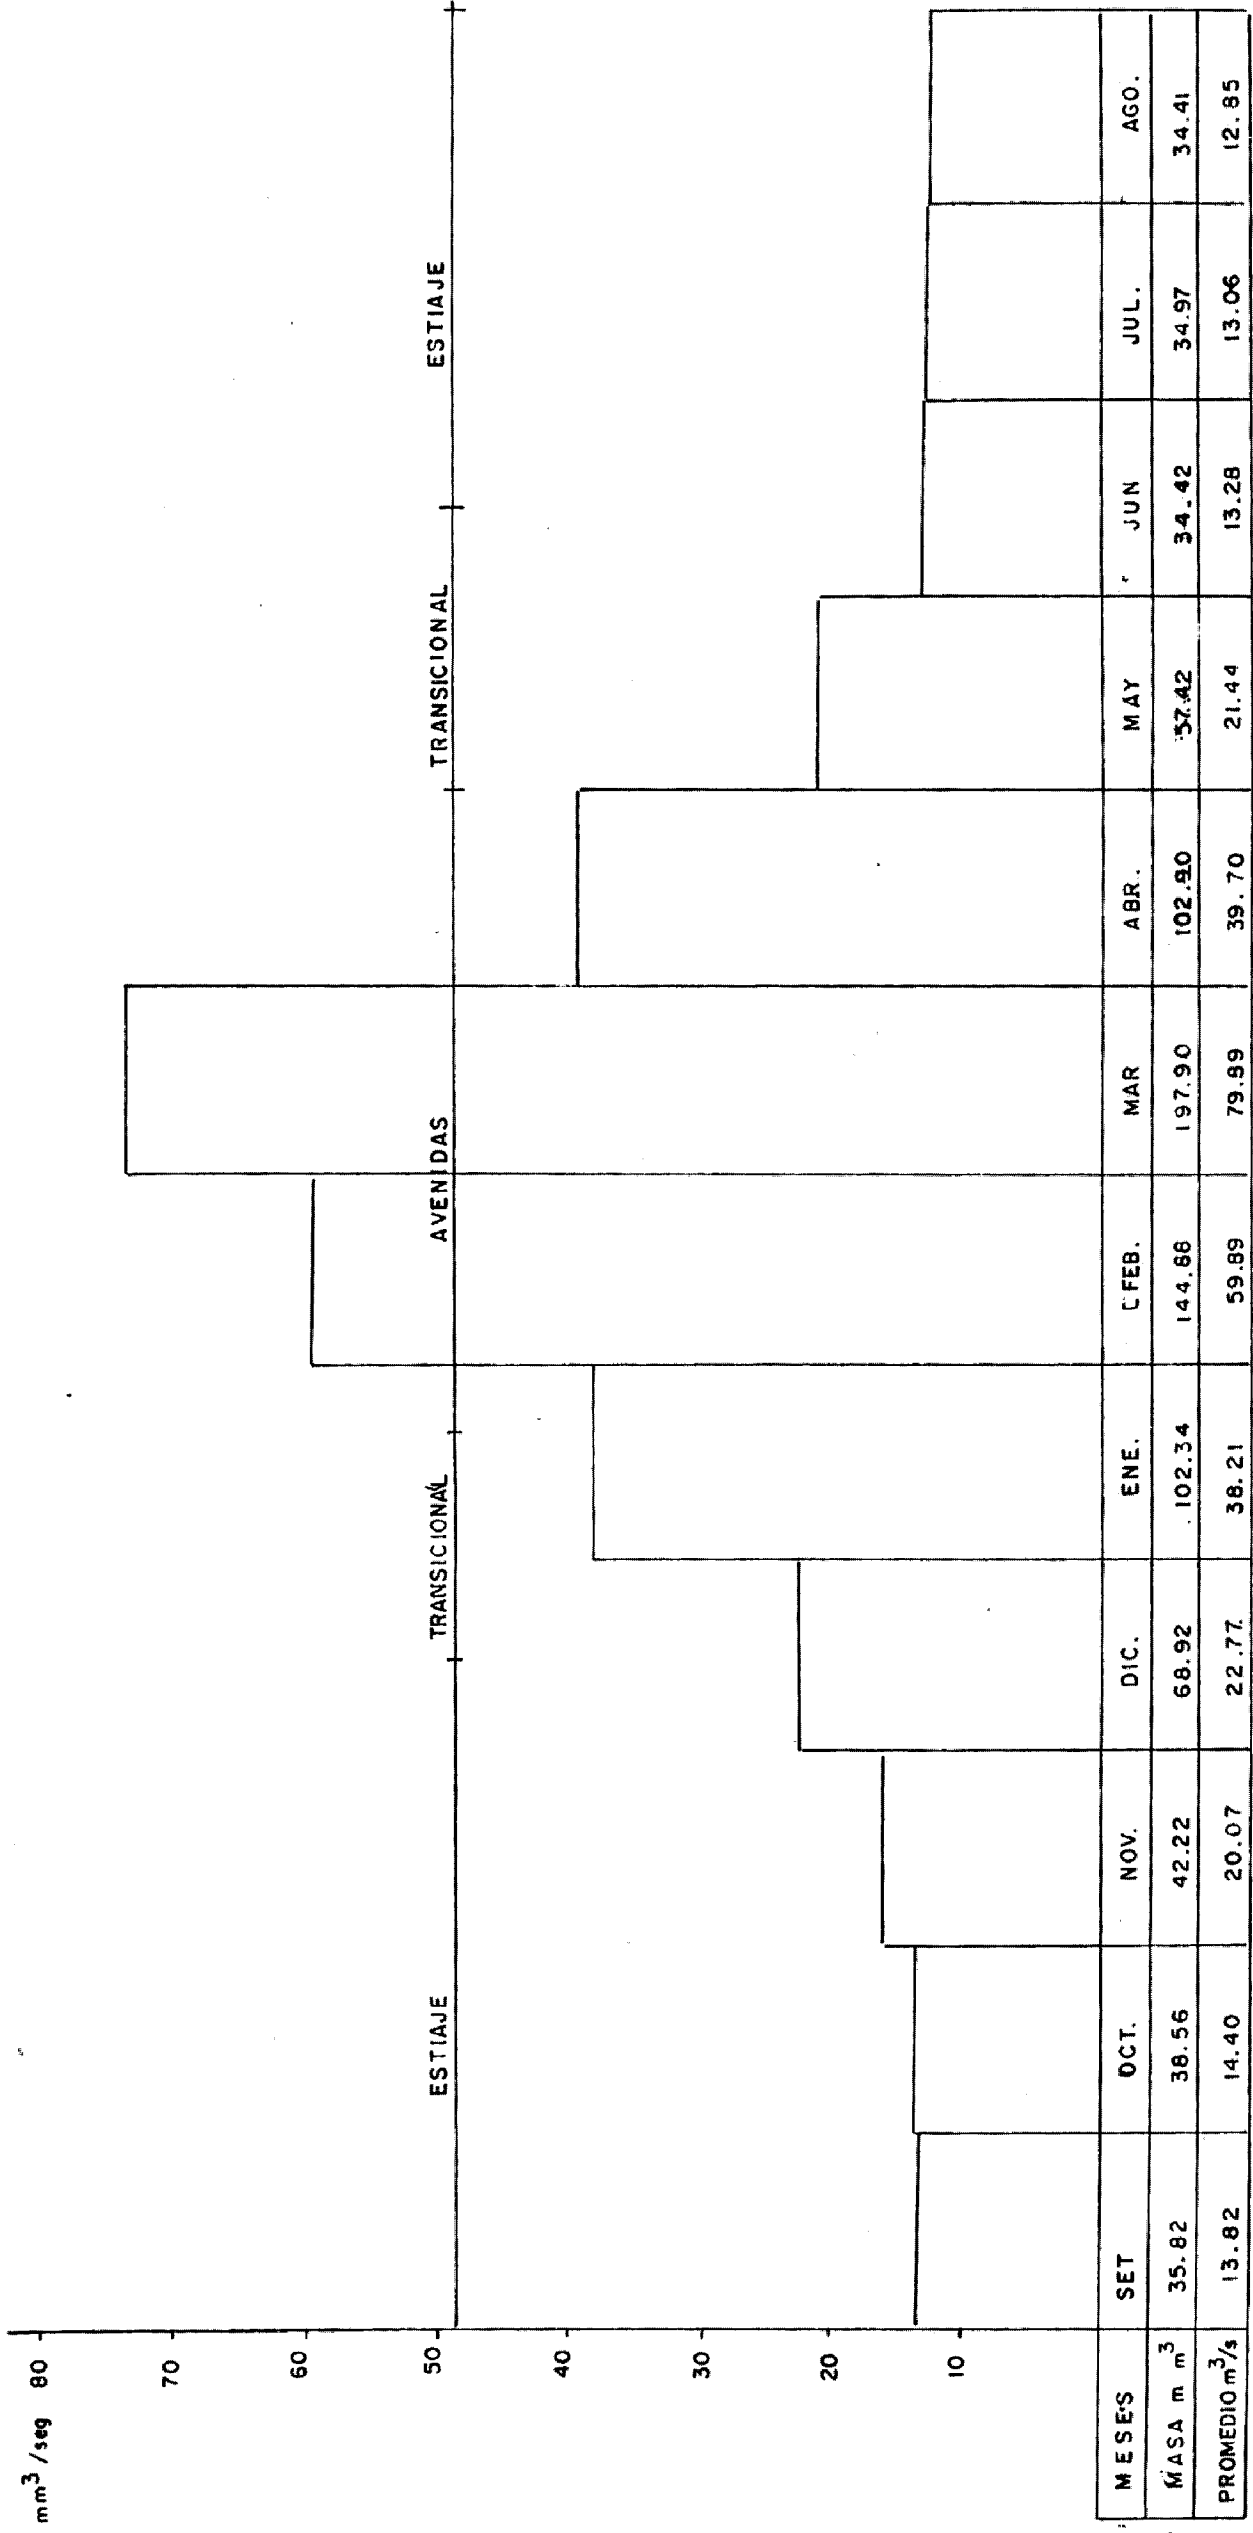 mm³/seg
80
70
60
50
40
30
20
10
ESTIAJE TRANSICIONAL AVENIDAS TRANSICIONAL ESTIAJE
MESES SET OCT. NOV. DIC. ENE. FEB. MAR ABR. MAY JUN JUL. AGO.
MASA m m³ 35.82 38.56 42.22 68.92 102.34 144.88 197.90 102.90 57.42 34.42 34.97 34.41
PROMEDIO m³/s 13.82 14.40 20.07 22.77 38.21 59.89 79.89 39.70 21.44 13.28 13.06 12.85